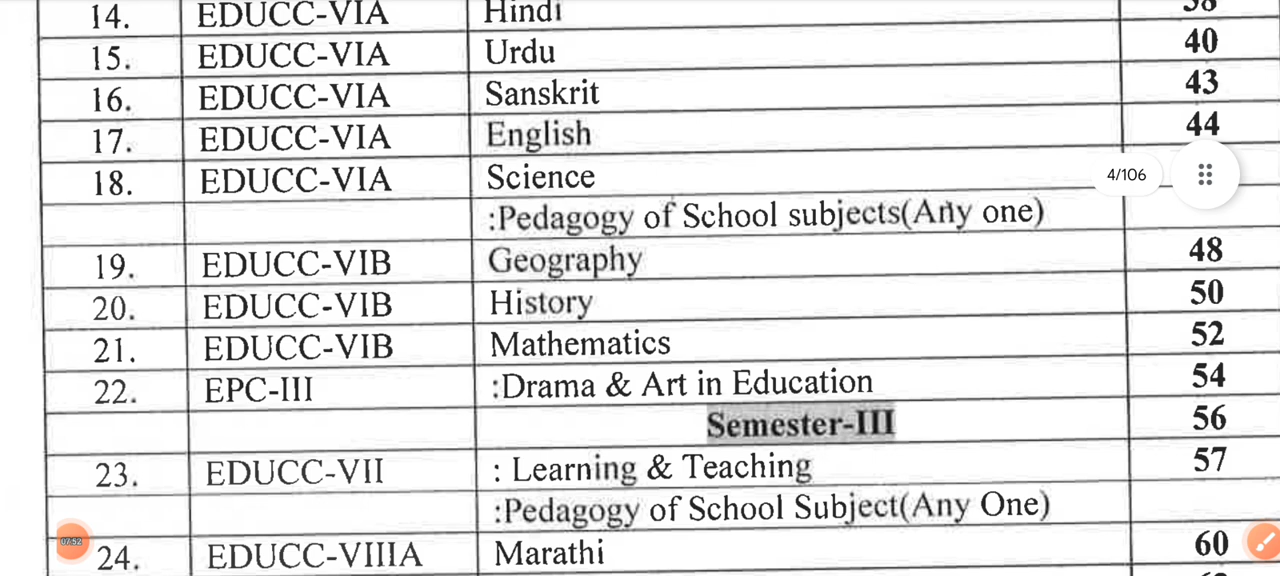 14. EDUCC-VIA Hindi 38
15. EDUCC-VIA Urdu 40
16. EDUCC-VIA Sanskrit 43
17. EDUCC-VIA English 44
18. EDUCC-VIA Science
4/106
:Pedagogy of School subjects(Any one)
19. EDUCC-VIB Geography 48
20. EDUCC-VIB History 50
21. EDUCC-VIB Mathematics 52
22. EPC-III :Drama & Art in Education 54
Semester-III 56
23. EDUCC-VII : Learning & Teaching 57
:Pedagogy of School Subject(Any One)
07:52
24. EDUCC-VIIIA Marathi 60